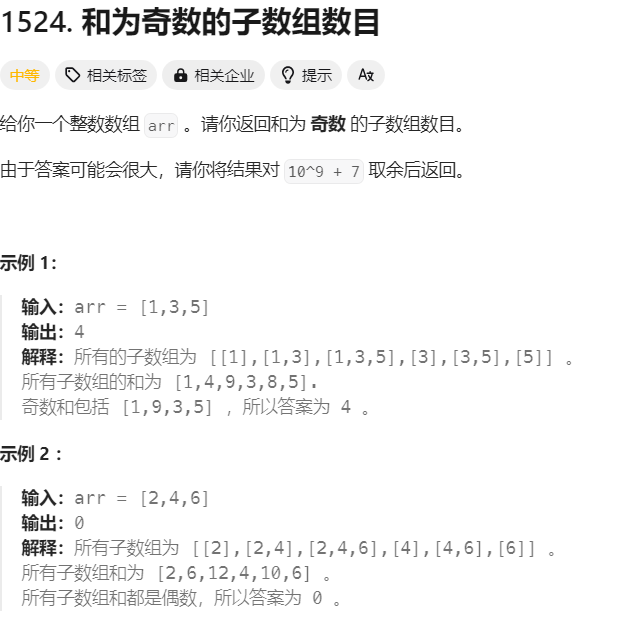 1524. 和为奇数的子数组数目
中等 相关标签 相关企业 提示 Aあ
给你一个整数数组 arr 。请你返回和为 奇数 的子数组数目。
由于答案可能会很大，请你将结果对 10^9 + 7 取余后返回。
示例 1：
输入：arr = [1,3,5]
输出：4
解释：所有的子数组为 [[1],[1,3],[1,3,5],[3],[3,5],[5]] 。
所有子数组的和为 [1,4,9,3,8,5].
奇数和包括 [1,9,3,5] ，所以答案为 4 。
示例 2 ：
输入：arr = [2,4,6]
输出：0
解释：所有子数组为 [[2],[2,4],[2,4,6],[4],[4,6],[6]] 。
所有子数组和为 [2,6,12,4,10,6] 。
所有子数组和都是偶数，所以答案为 0 。